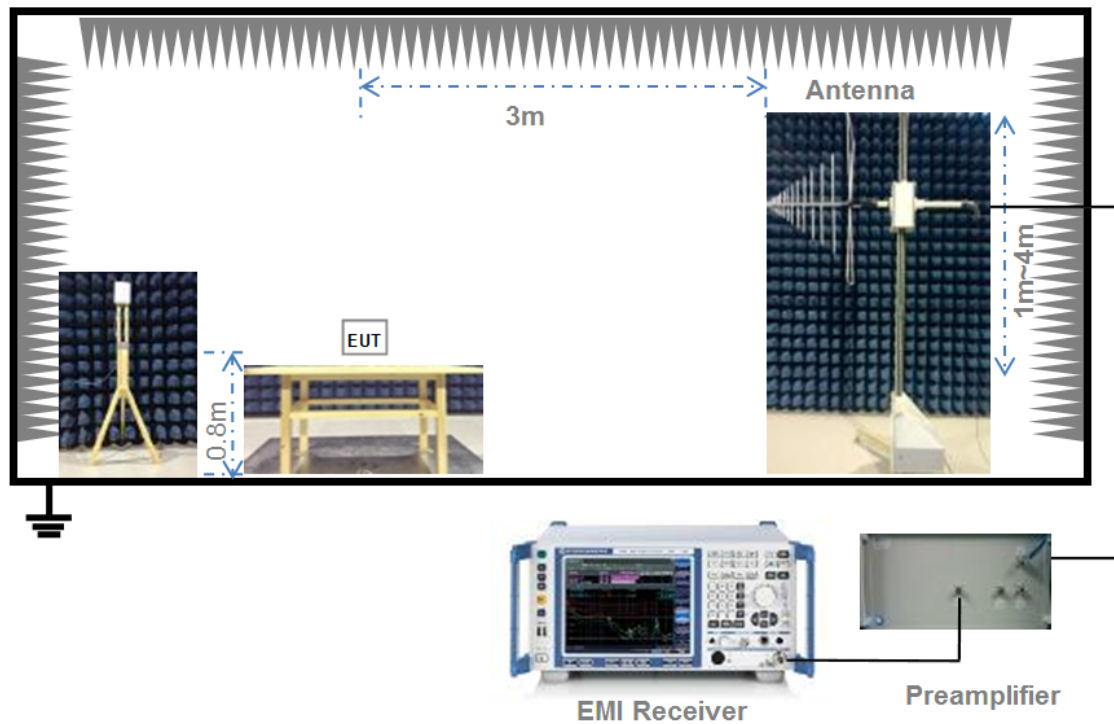 Antenna
3m
1m~4m
EUT
0.8m
EMI Receiver
Preamplifier